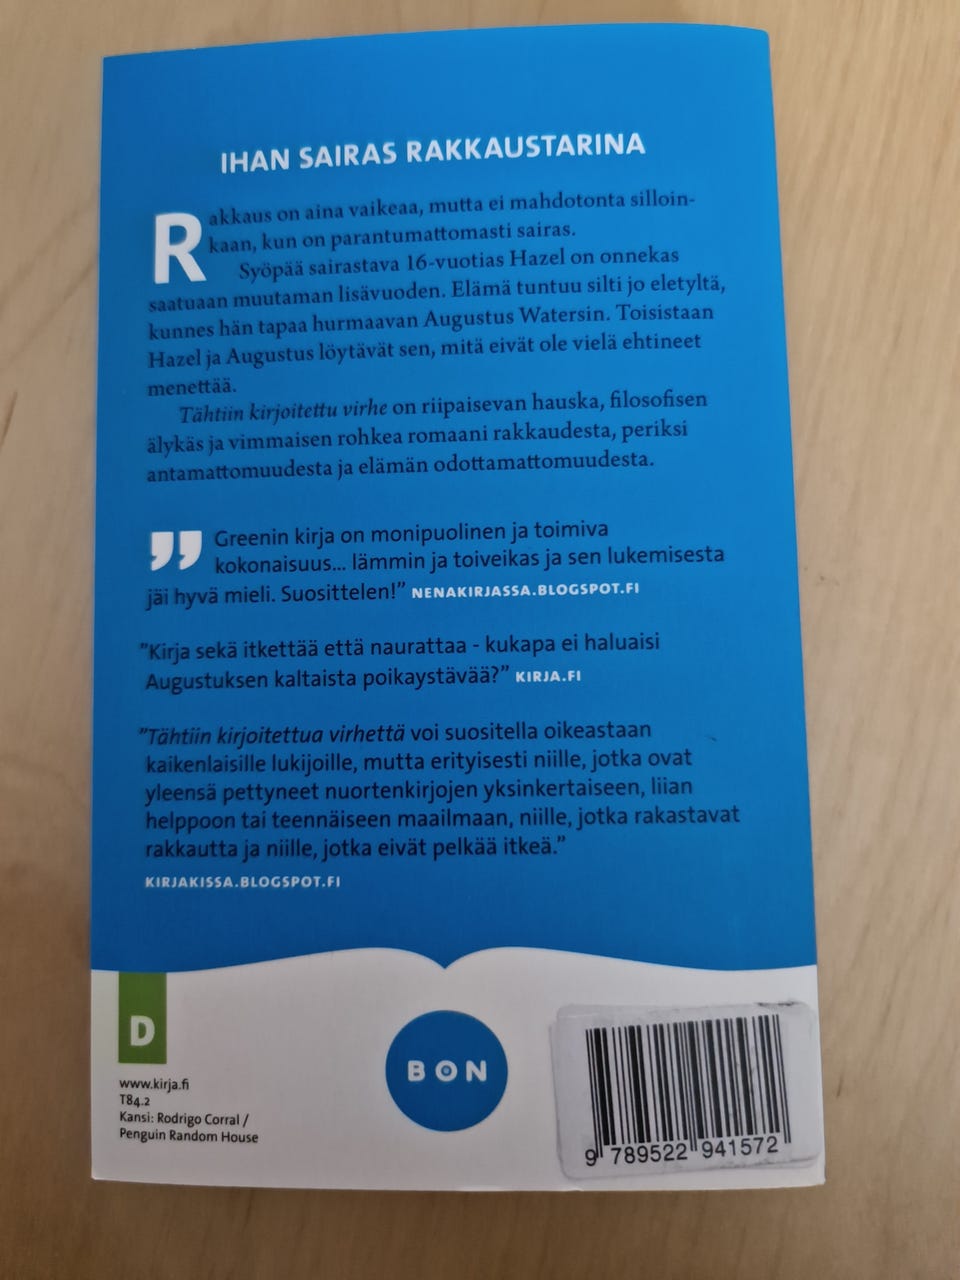 IHAN SAIRAS RAKKAUSTARINA
Rakkaus on aina vaikeaa, mutta ei mahdotonta silloin-
kaan, kun on parantumattomasti sairas.
Syöpää sairastava 16-vuotias Hazel on onnekas
saatuaan muutaman lisävuoden. Elämä tuntuu silti jo eletyltä,
kunnes hän tapaa hurmaavan Augustus Watersin. Toisistaan
Hazel ja Augustus löytävät sen, mitä eivät ole vielä ehtineet
menettää.
Tähtiin kirjoitettu virhe on riipaisevan hauska, filosofisen
älykäs ja vimmaisen rohkea romaani rakkaudesta, periksi
antamattomuudesta ja elämän odottamattomuudesta.
”Greenin kirja on monipuolinen ja toimiva
kokonaisuus... lämmin ja toiveikas ja sen lukemisesta
jäi hyvä mieli. Suosittelen!” NENAKIRJASSA.BLOGSPOT.FI
”Kirja sekä itkettää että naurattaa - kukapa ei haluaisi
Augustuksen kaltaista poikaystävää?” KIRJA.FI
”Tähtiin kirjoitettua virhettä voi suositella oikeastaan
kaikenlaisille lukijoille, mutta erityisesti niille, jotka ovat
yleensä pettyneet nuortenkirjojen yksinkertaiseen, liian
helppoon tai teennäiseen maailmaan, niille, jotka rakastavat
rakkautta ja niille, jotka eivät pelkää itkeä.”
KIRJAKISSA.BLOGSPOT.FI
D
www.kirja.fi
T84.2
Kansi: Rodrigo Corral /
Penguin Random House
BON
9 789522 941572